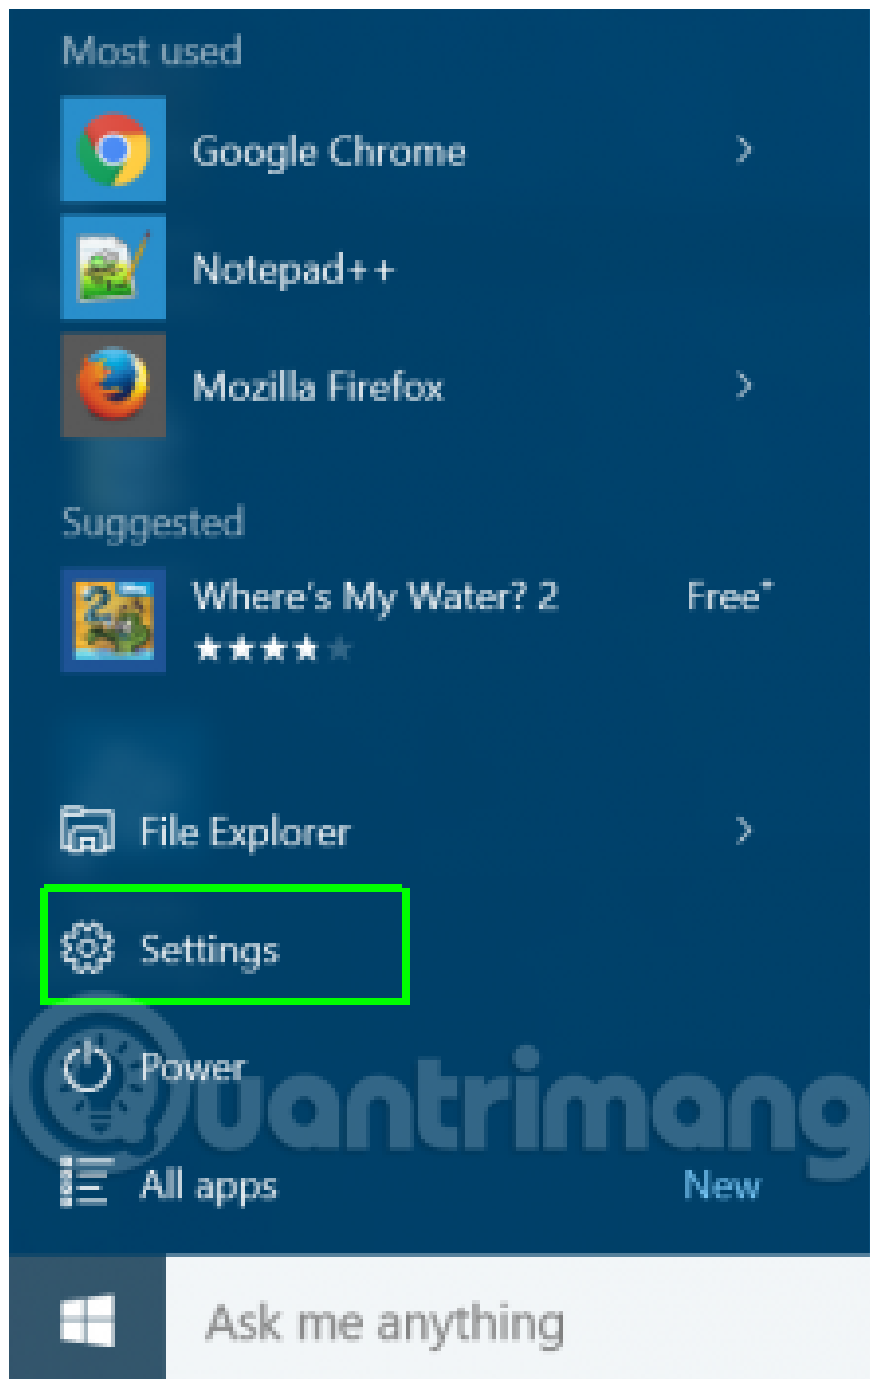 Most used
Google Chrome
Notepad++
Mozilla Firefox
Suggested
Where's My Water? 2 Free*
File Explorer
Settings
Power
Quantrimang
All apps New
Ask me anything